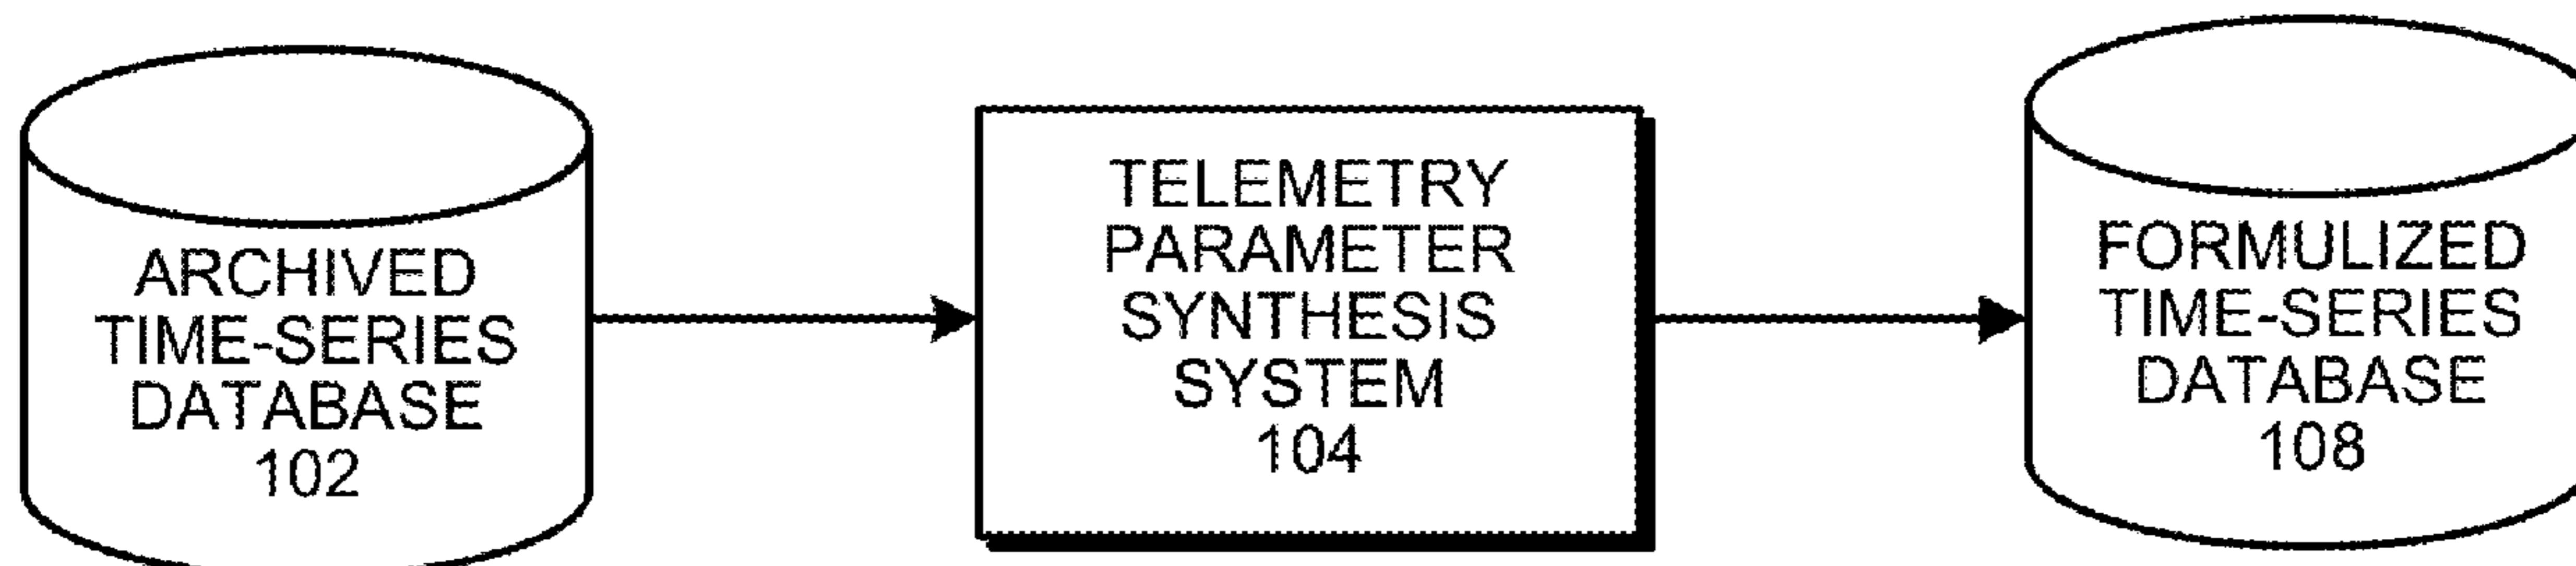 ARCHIVED
TIME-SERIES
DATABASE
102
TELEMETRY
PARAMETER
SYNTHESIS
SYSTEM
104
FORMULIZED
TIME-SERIES
DATABASE
108